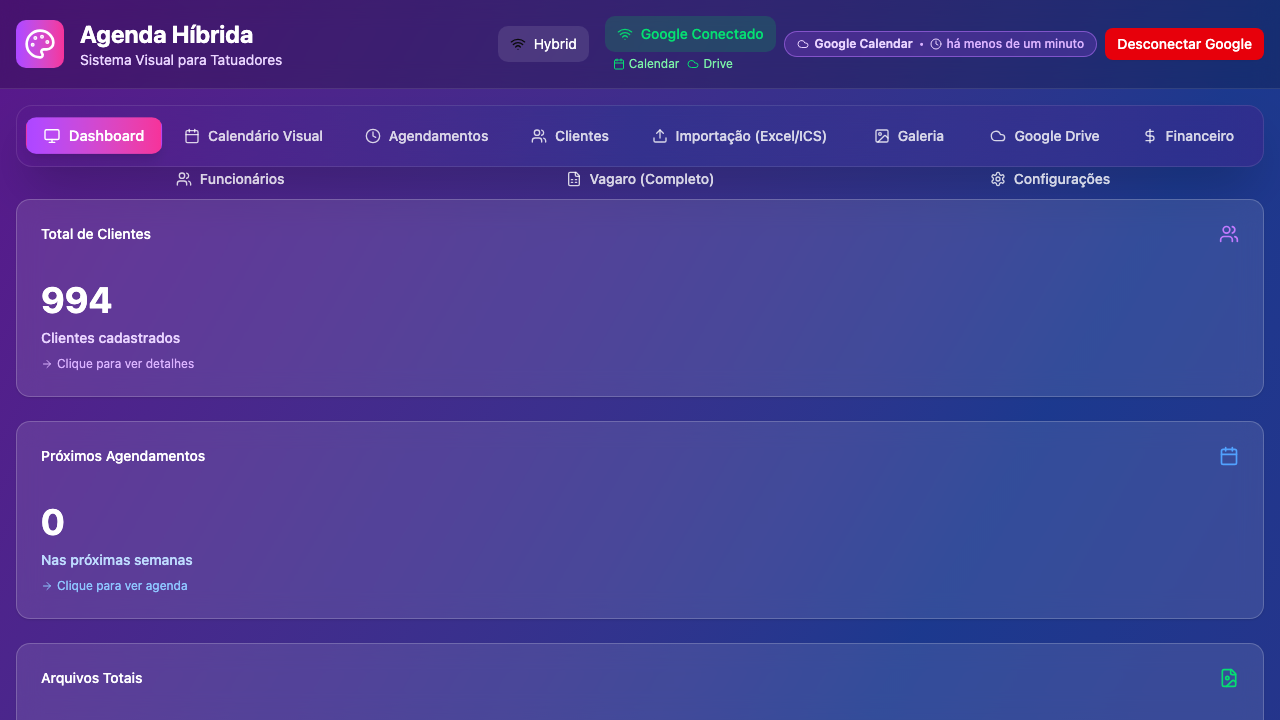 Agenda Híbrida
Sistema Visual para Tatuadores
Hybrid
Google Conectado
Calendar Drive
Google Calendar • há menos de um minuto
Desconectar Google
Dashboard
Calendário Visual
Agendamentos
Clientes
Importação (Excel/ICS)
Galeria
Google Drive
Financeiro
Funcionários
Vagaro (Completo)
Configurações
Total de Clientes
994
Clientes cadastrados
Clique para ver detalhes
Próximos Agendamentos
0
Nas próximas semanas
Clique para ver agenda
Arquivos Totais